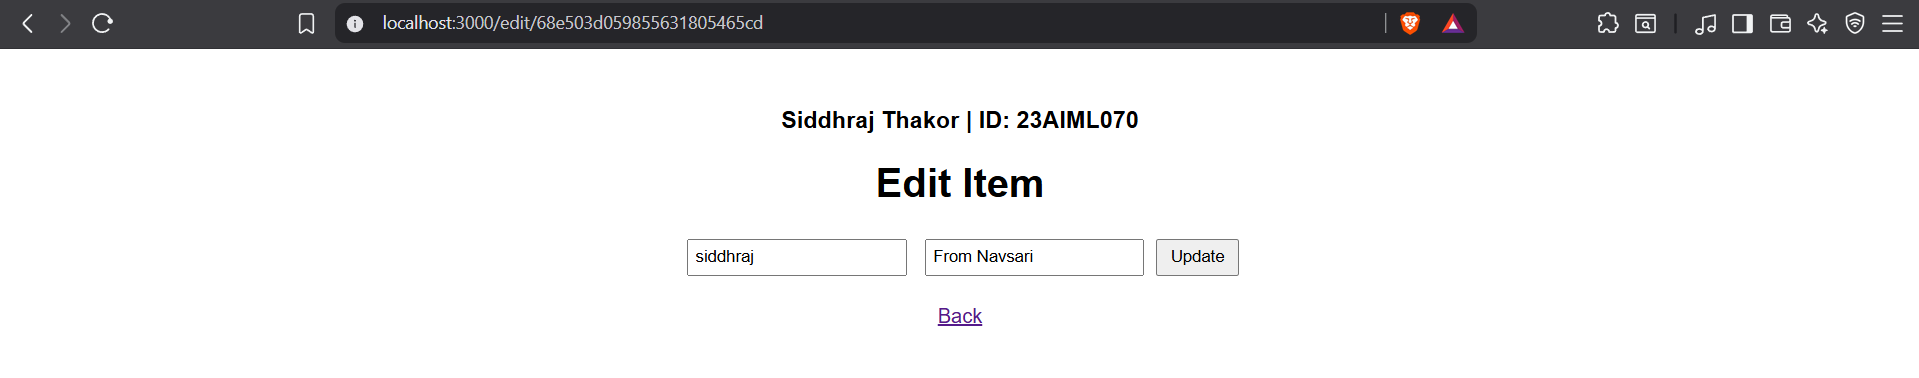 localhost:3000/edit/68e503d059855631805465cd
Siddhraj Thakor | ID: 23AIML070
Edit Item
siddhraj From Navsari Update
Back